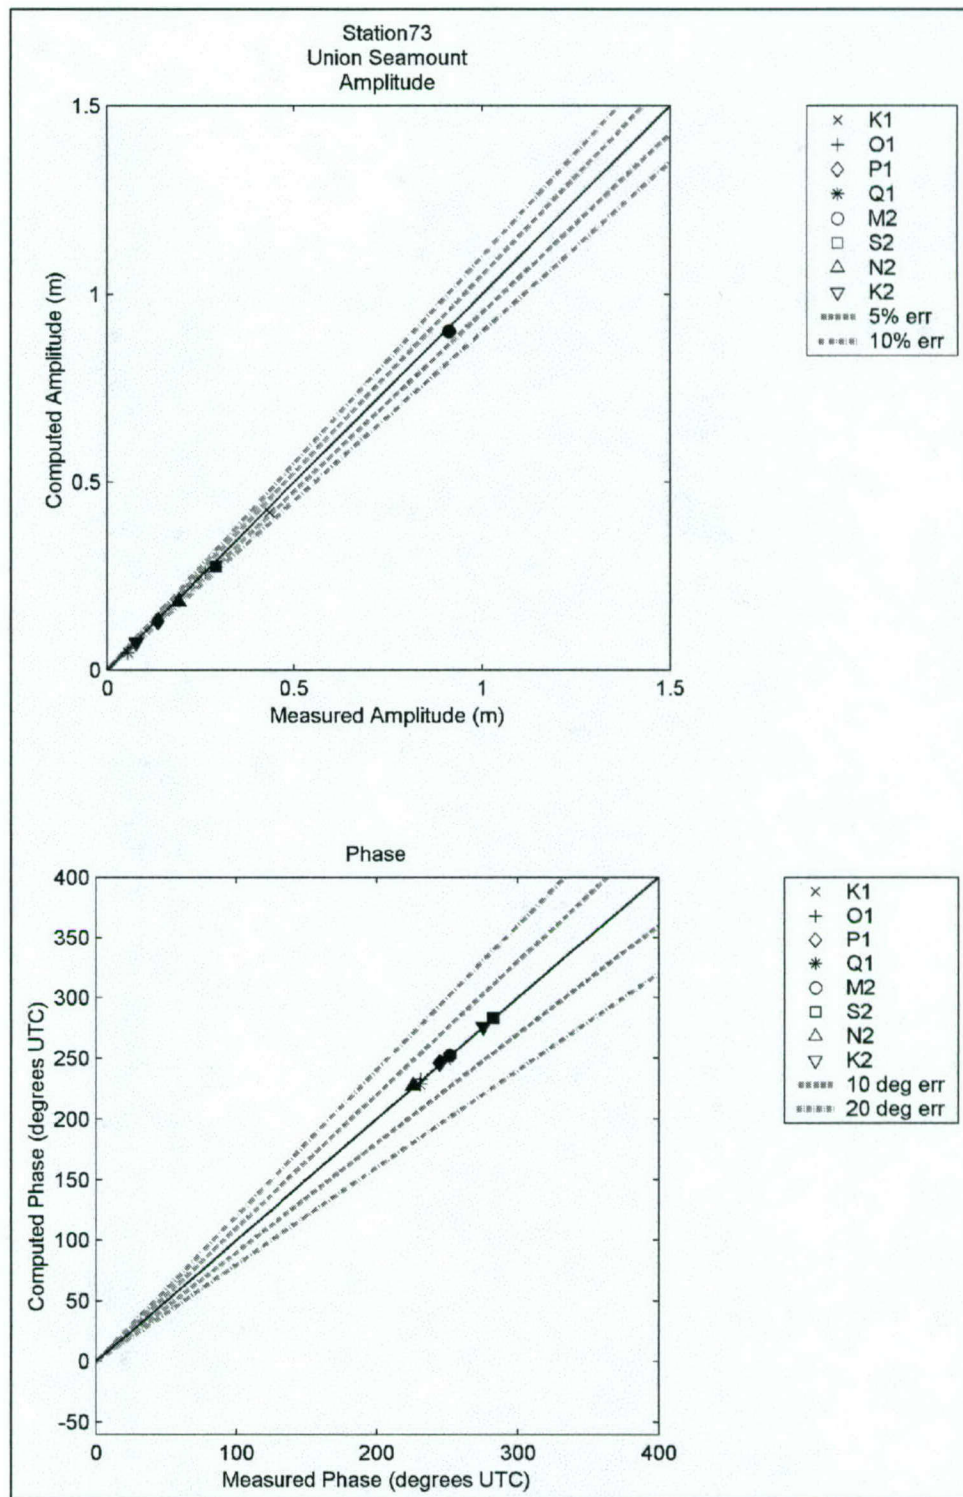 Station73
Union Seamount
Amplitude
1.5
1
0.5
0
Computed Amplitude (m)
0
0.5
1
1.5
Measured Amplitude (m)
K1
O1
P1
Q1
M2
S2
N2
K2
5% err
10% err
Phase
400
350
300
250
200
150
100
50
0
-50
Computed Phase (degrees UTC)
0
100
200
300
400
Measured Phase (degrees UTC)
K1
O1
P1
Q1
M2
S2
N2
K2
10 deg err
20 deg err